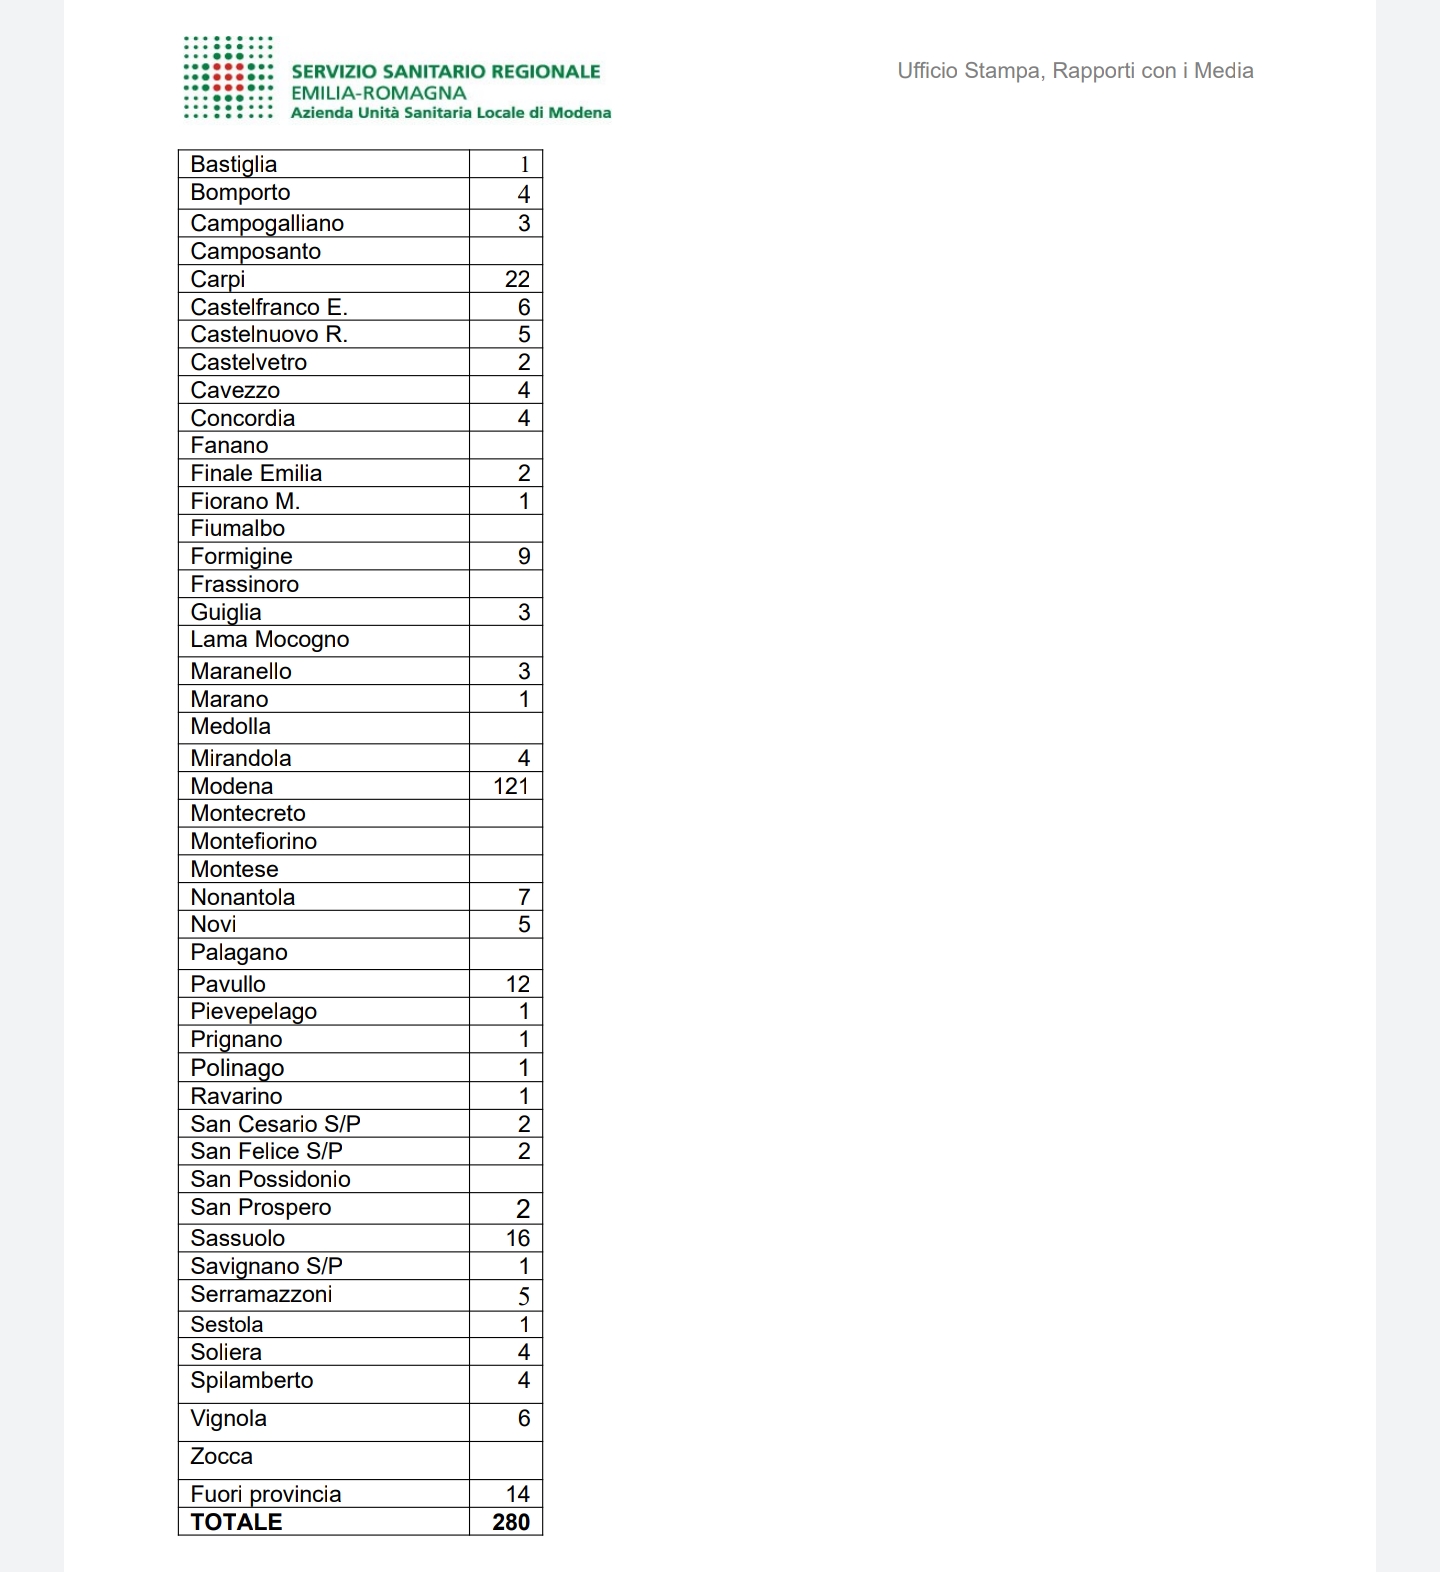 SERVIZIO SANITARIO REGIONALE
EMILIA-ROMAGNA
Azienda Unità Sanitaria Locale di Modena
Ufficio Stampa, Rapporti con i Media
Bastiglia 1
Bomporto 4
Campogalliano 3
Camposanto
Carpi 22
Castelfranco E. 6
Castelnuovo R. 5
Castelvetro 2
Cavezzo 4
Concordia 4
Fanano
Finale Emilia 2
Fiorano M. 1
Fiumalbo
Formigine 9
Frassinoro
Guiglia 3
Lama Mocogno
Maranello 3
Marano 1
Medolla
Mirandola 4
Modena 121
Montecreto
Montefiorino
Montese
Nonantola 7
Novi 5
Palagano
Pavullo 12
Pievepelago 1
Prignano 1
Polinago 1
Ravarino 1
San Cesario S/P 2
San Felice S/P 2
San Possidonio
San Prospero 2
Sassuolo 16
Savignano S/P 1
Serramazzoni 5
Sestola 1
Soliera 4
Spilamberto 4
Vignola 6
Zocca
Fuori provincia 14
TOTALE 280